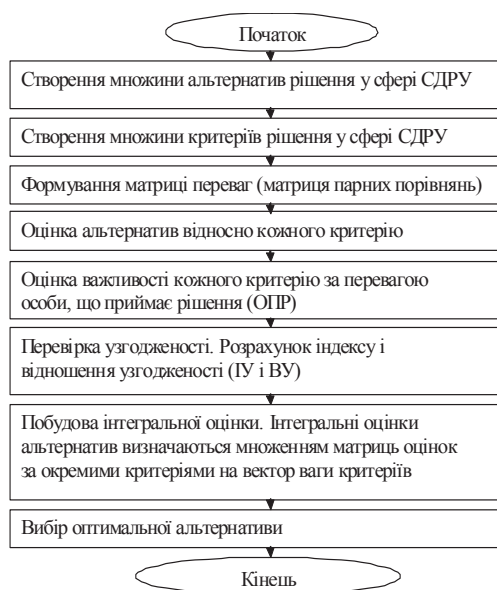 Початок
Створення множини альтернатив рішення у сфері СДРУ
Створення множини критеріїв рішення у сфері СДРУ
Формування матриці переваг (матриця парних порівнянь)
Оцінка альтернатив відносно кожного критерію
Оцінка важливості кожного критерію за перевагою
особи, що приймає рішення (ОПР)
Перевірка узгодженості. Розрахунок індексу і
відношення узгодженості (ІУ і ВУ)
Побудова інтегральної оцінки. Інтегральні оцінки
альтернатив визначаються множенням матриць оцінок
за окремими критеріями на вектор ваги критеріїв
Вибір оптимальної альтернативи
Кінець